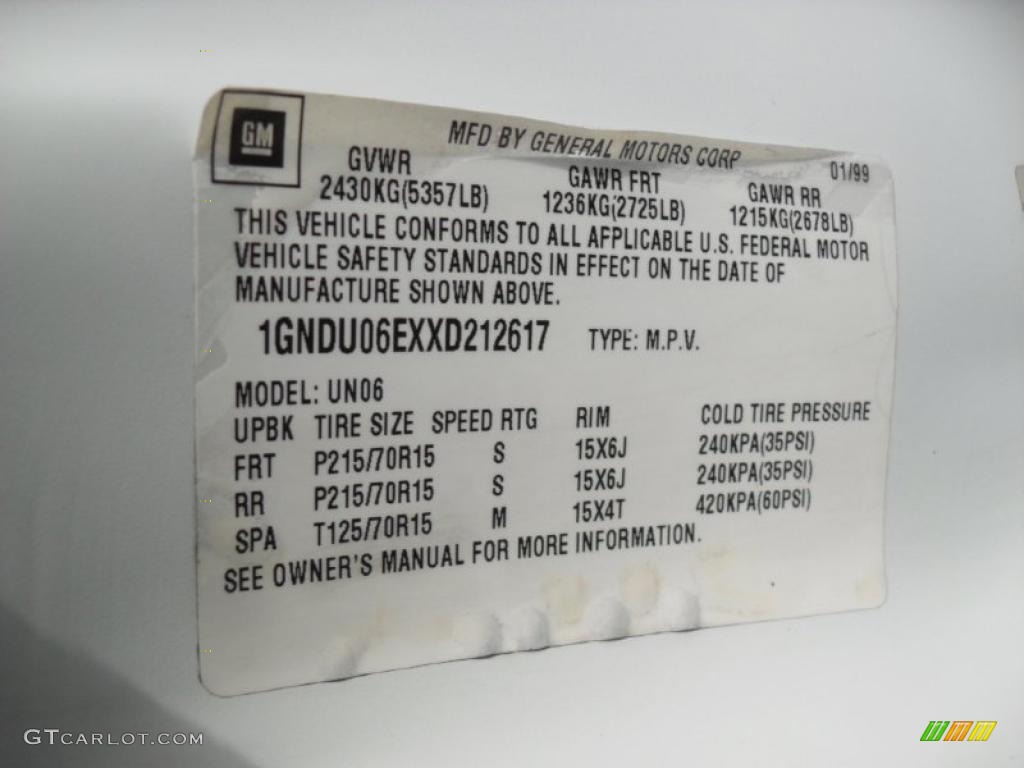 GM
MFD BY GENERAL MOTORS CORP
01/99
GVWR GAWR FRT GAWR RR
2430KG(5357LB) 1236KG(2725LB) 1215KG(2678LB)
THIS VEHICLE CONFORMS TO ALL APPLICABLE U.S. FEDERAL MOTOR
VEHICLE SAFETY STANDARDS IN EFFECT ON THE DATE OF
MANUFACTURE SHOWN ABOVE.
1GNDU06EXXD212617 TYPE: M.P.V.
MODEL: UN06
UPBK TIRE SIZE SPEED RTG RIM COLD TIRE PRESSURE
FRT P215/70R15 S 15X6J 240KPA(35PSI)
RR P215/70R15 S 15X6J 240KPA(35PSI)
SPA T125/70R15 M 15X4T 420KPA(60PSI)
SEE OWNER'S MANUAL FOR MORE INFORMATION.
GTCARLOT.COM